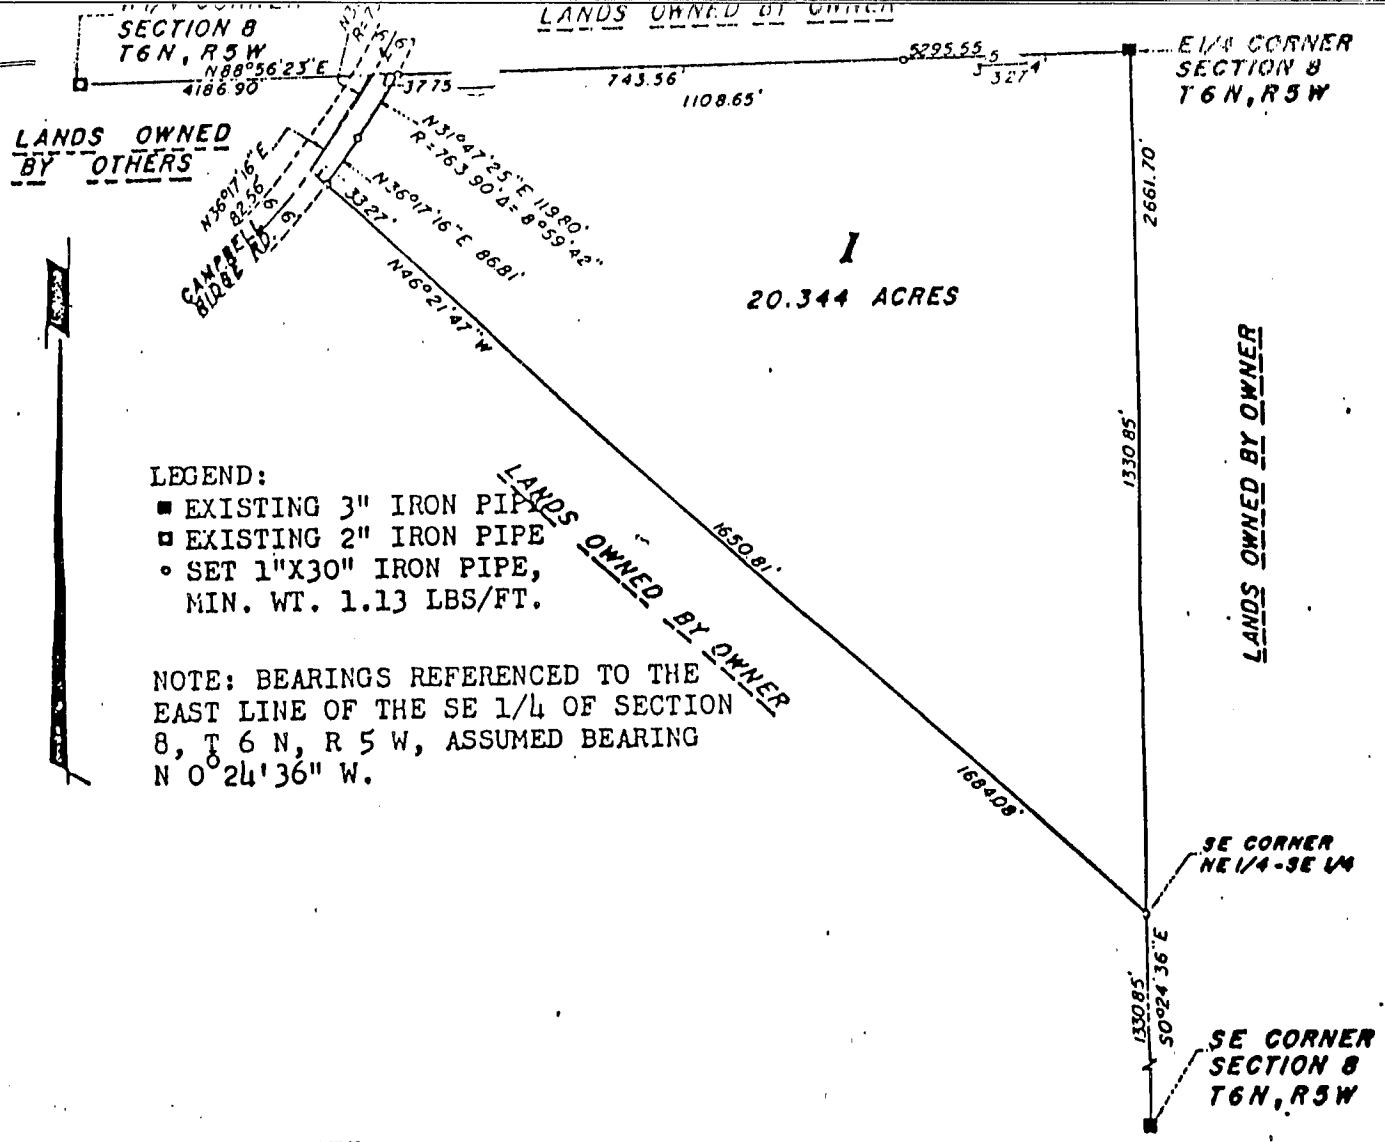 LANDS OWNED BY OWNER
SECTION 8
T6N, R5W
N88°56'23"E
4186.90'
37.75
743.56'
1108.65'
5295.55
327.4'
E 1/4 CORNER
SECTION 8
T6N, R5W
LANDS OWNED
BY OTHERS
N36°17'16"E
82.56
CAMPBELL
RIDGE RD.
N31°47'25"E 119.80'
R=763.90' Δ=8°59'42"
N36°17'16"E 86.81'
33.27'
N46°21'47"W
1
20.344 ACRES
2661.70'
1330.85'
LANDS OWNED BY OWNER
LEGEND:
■ EXISTING 3" IRON PIPE
EXISTING 2" IRON PIPE
SET 1"X30" IRON PIPE,
MIN. WT. 1.13 LBS/FT.
LANDS OWNED BY OWNER
1650.81'
1684.08'
NOTE: BEARINGS REFERENCED TO THE
EAST LINE OF THE SE 1/4 OF SECTION
8, T 6 N, R 5 W, ASSUMED BEARING
N 0°24'36" W.
SE CORNER
NE 1/4-SE 1/4
1330.85'
S0°24'36"E
SE CORNER
SECTION 8
T6N, R5W